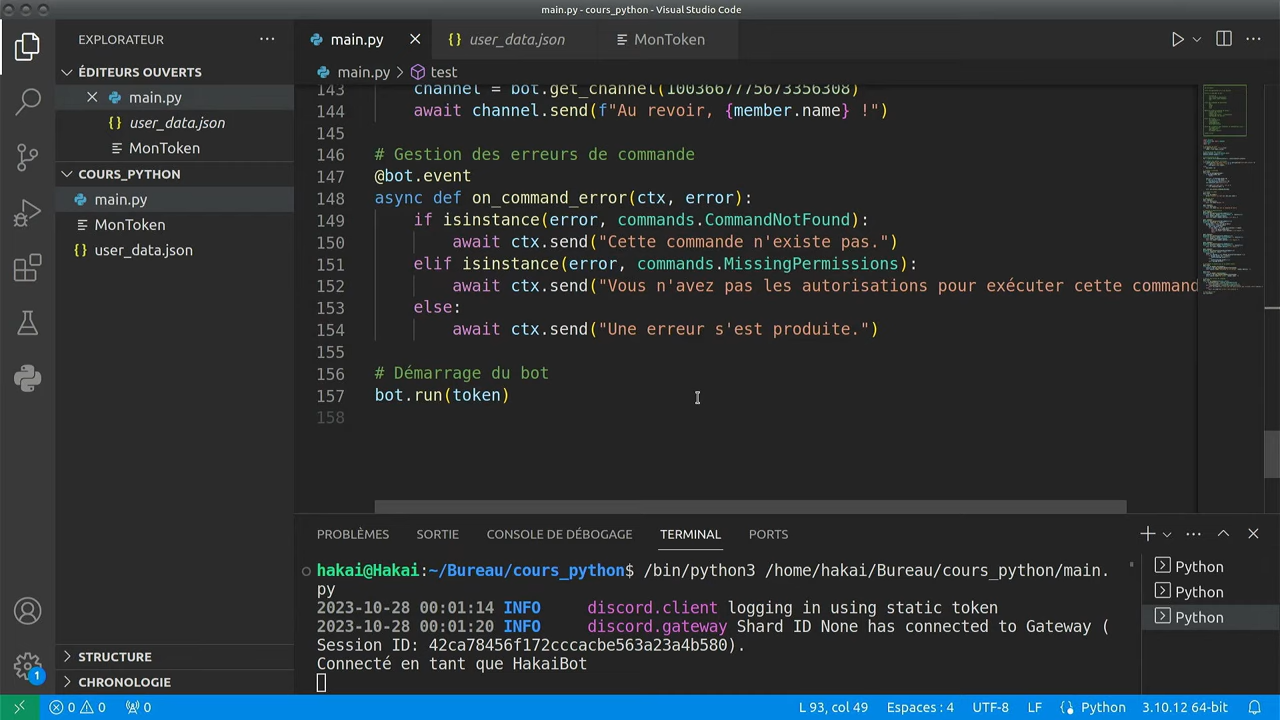 main.py - cours_python - Visual Studio Code
EXPLORATEUR
main.py
user_data.json
MonToken
ÉDITEURS OUVERTS
main.py > test
main.py
user_data.json
MonToken
COURS_PYTHON
main.py
MonToken
user_data.json
143 channel = bot.get_channel(1003667775673356308)
144 await channel.send(f"Au revoir, {member.name} !")
145
146 # Gestion des erreurs de commande
147 @bot.event
148 async def on_command_error(ctx, error):
149 if isinstance(error, commands.CommandNotFound):
150 await ctx.send("Cette commande n'existe pas.")
151 elif isinstance(error, commands.MissingPermissions):
152 await ctx.send("Vous n'avez pas les autorisations pour exécuter cette command
153 else:
154 await ctx.send("Une erreur s'est produite.")
155
156 # Démarrage du bot
157 bot.run(token)
158
PROBLÈMES
SORTIE
CONSOLE DE DÉBOGAGE
TERMINAL
PORTS
hakai@Hakai:~/Bureau/cours_python$ /bin/python3 /home/hakai/Bureau/cours_python/main.
py
2023-10-28 00:01:14 INFO discord.client logging in using static token
2023-10-28 00:01:20 INFO discord.gateway Shard ID None has connected to Gateway (
Session ID: 42ca78456f172cccacbe563a23a4b580).
Connecté en tant que HakaiBot
Python
Python
Python
STRUCTURE
CHRONOLOGIE
1
0 0 0
L 93, col 49
Espaces : 4
UTF-8
LF
Python
3.10.12 64-bit